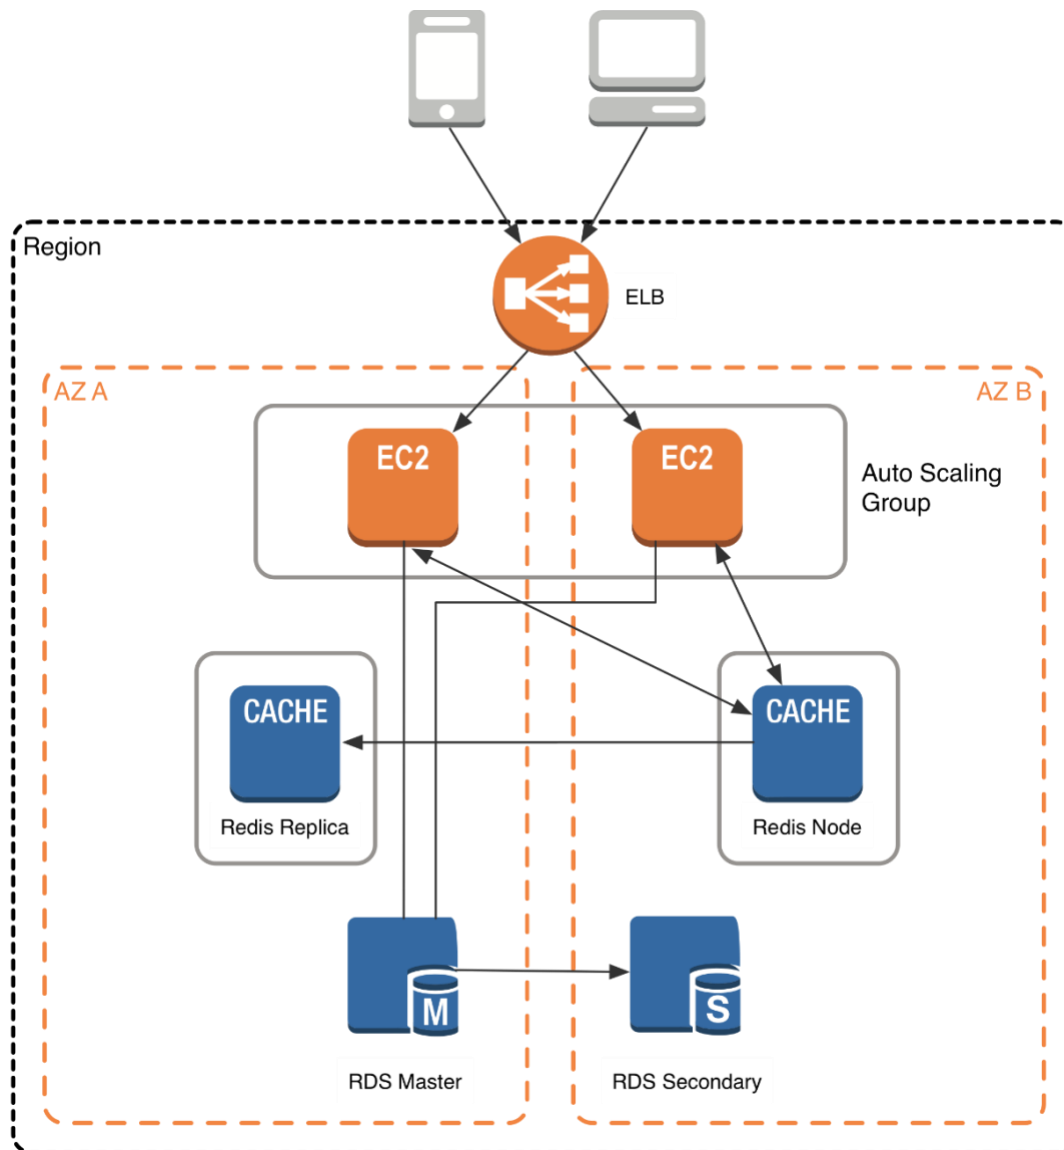 Region
ELB
AZ A
AZ B
EC2
EC2
Auto Scaling
Group
CACHE
CACHE
Redis Replica
Redis Node
M
S
RDS Master
RDS Secondary